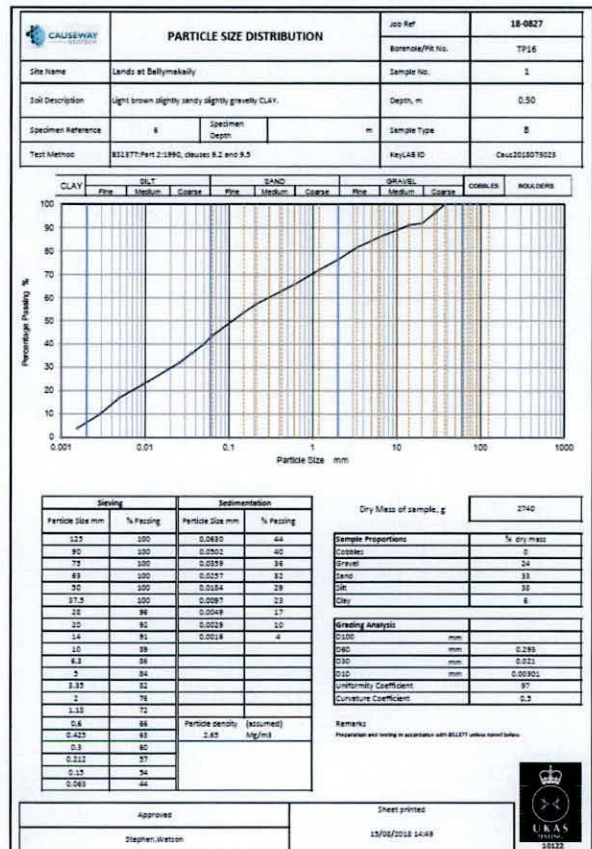 CAUSEWAY
GEOTECH
PARTICLE SIZE DISTRIBUTION
Job Ref 18-0827
Borehole/Pit No. TP16
Site Name Lands at Ballymakaily Sample No. 1
Soil Description Light brown slightly sandy slightly gravelly CLAY. Depth, m 0.50
Specimen Reference 6 Specimen Depth m Sample Type B
Test Method BS1377:Part 2:1990, clauses 9.2 and 9.5 KeyLAB ID Caus2018073023
CLAY SILT SAND GRAVEL COBBLES BOULDERS
Fine Medium Coarse Fine Medium Coarse Fine Medium Coarse
100
90
80
70
60
50
40
30
20
10
0
Percentage Passing %
0.001 0.01 0.1 1 10 100 1000
Particle Size mm
Sieving Sedimentation
Particle Size mm % Passing Particle Size mm % Passing
125 100 0.0630 44
90 100 0.0502 40
75 100 0.0359 36
63 100 0.0257 32
50 100 0.0184 29
37.5 100 0.0097 23
28 96 0.0049 17
20 92 0.0029 10
14 91 0.0016 4
10 89
6.3 86
5 84
3.35 82
2 76
1.18 72
0.6 66 Particle density (assumed)
0.425 63 2.65 Mg/m3
0.3 60
0.212 57
0.15 54
0.063 44
Dry Mass of sample, g 2740
Sample Proportions % dry mass
Cobbles 0
Gravel 24
Sand 33
Silt 38
Clay 6
Grading Analysis
D100 mm
D60 mm 0.293
D30 mm 0.021
D10 mm 0.00301
Uniformity Coefficient 97
Curvature Coefficient 0.5
Remarks
Preparation and testing in accordance with BS1377 unless noted below
Approved
Stephen.Watson
Sheet printed
15/08/2018 14:49
UKAS
TESTING
10122